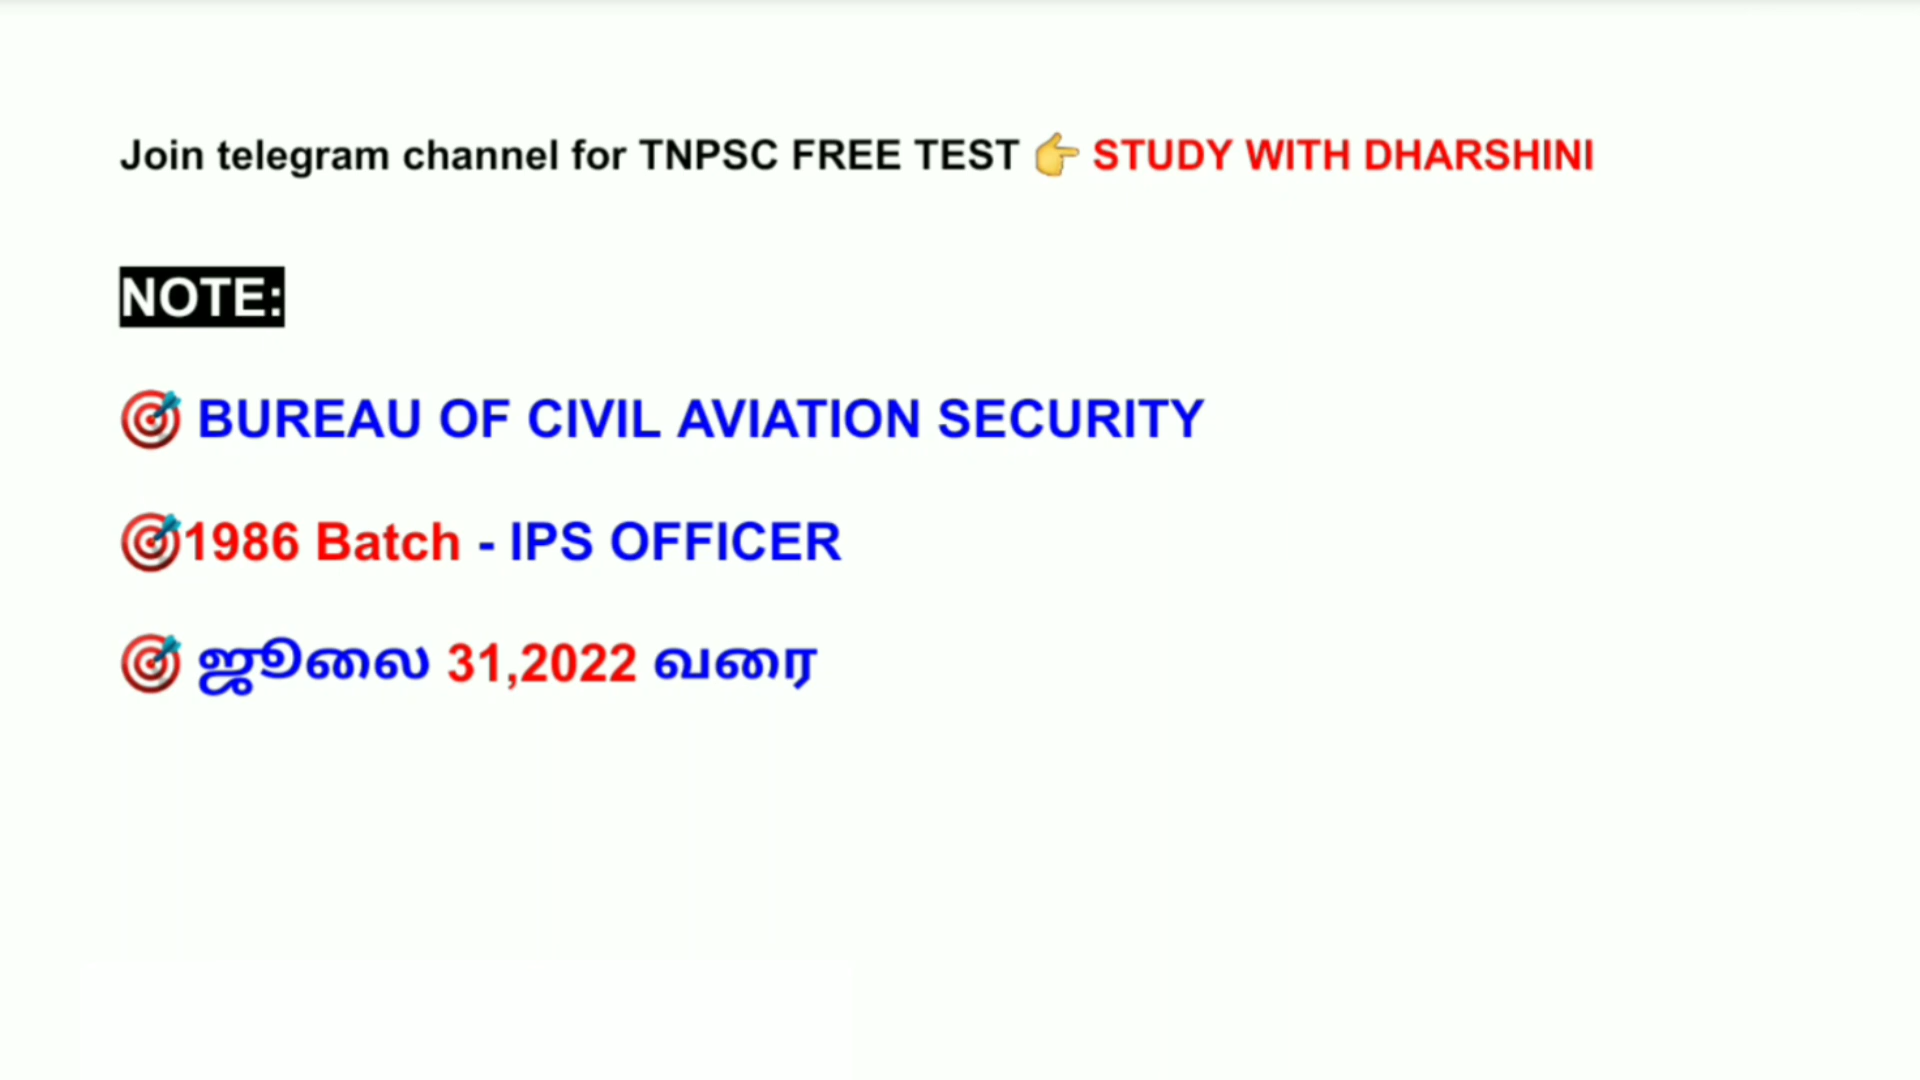 Join telegram channel for TNPSC FREE TEST 👉 STUDY WITH DHARSHINI
NOTE:
🎯 BUREAU OF CIVIL AVIATION SECURITY
🎯1986 Batch - IPS OFFICER
🎯 ஜூலை 31,2022 வரை